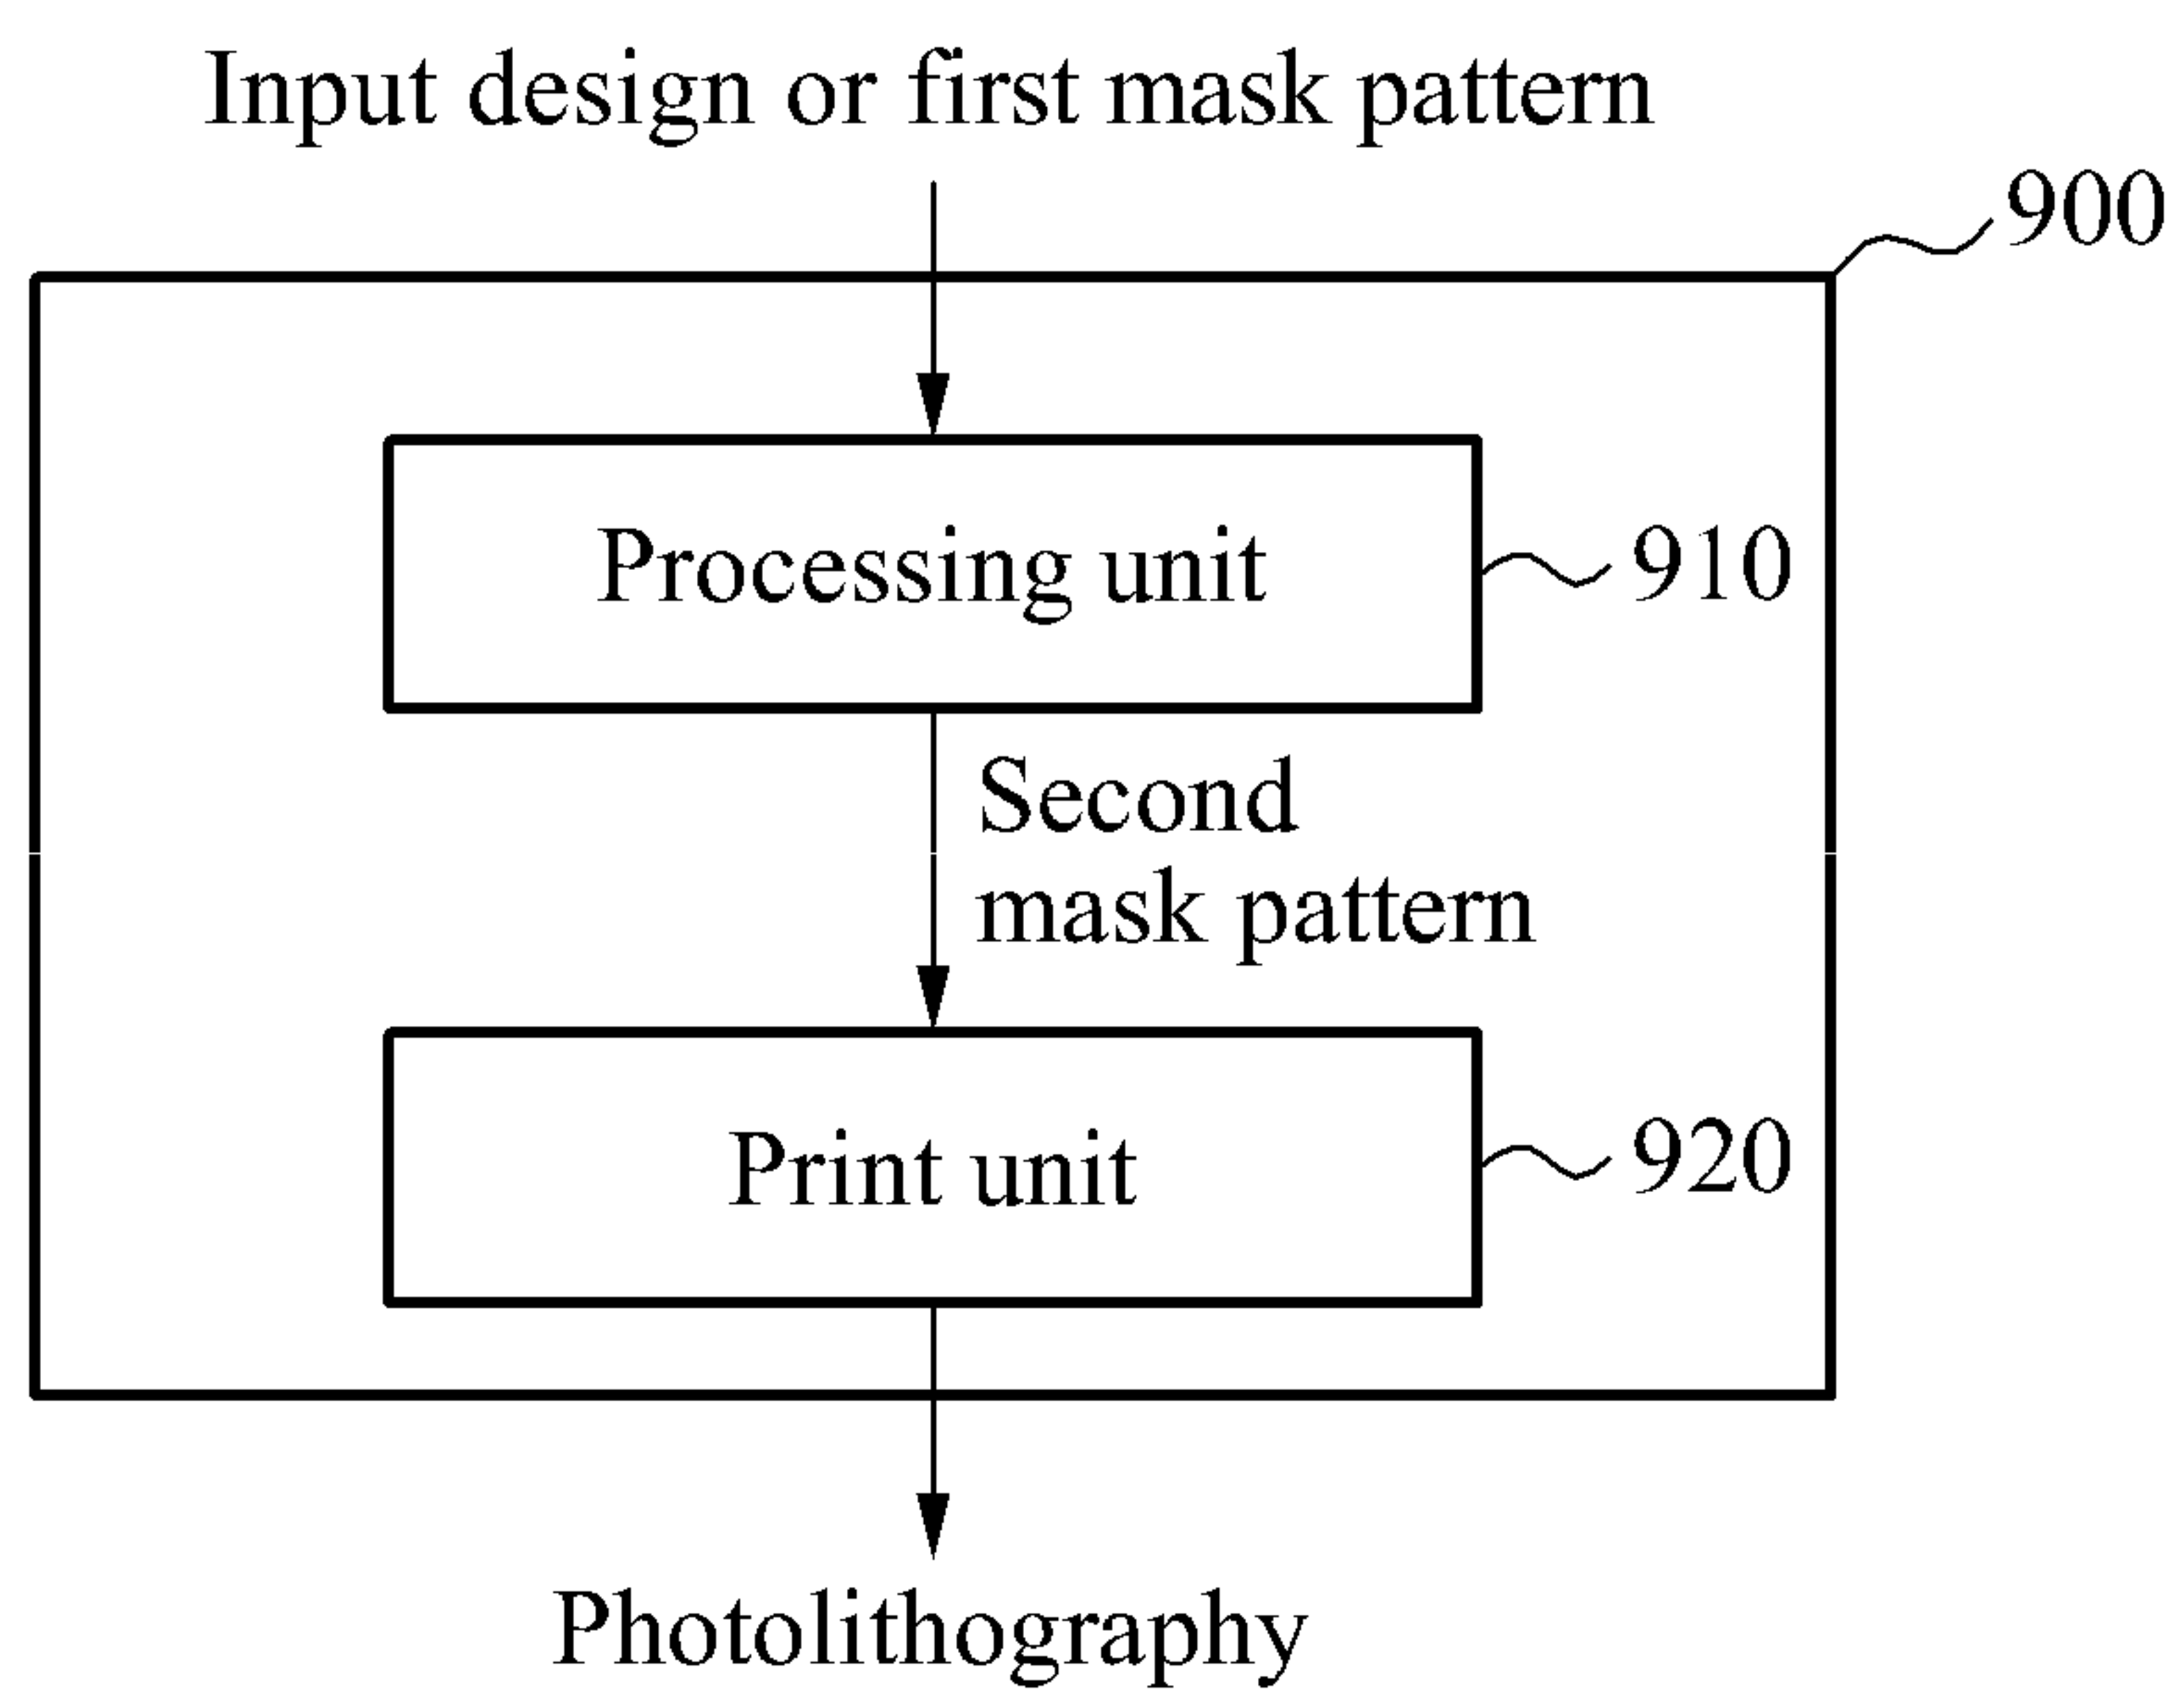 Input design or first mask pattern
900
Processing unit
910
Second
mask pattern
Print unit
920
Photolithography